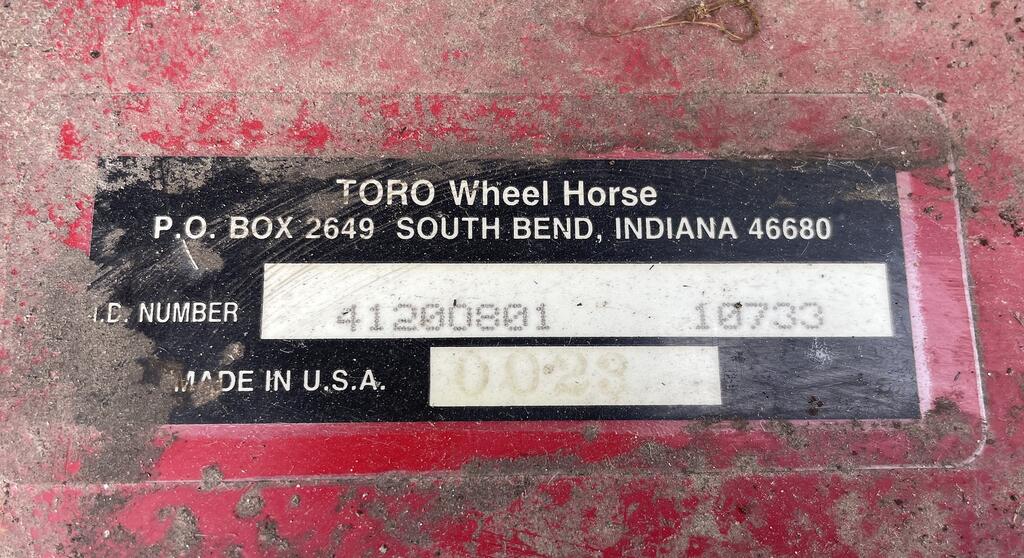 TORO Wheel Horse
P.O. BOX 2649 SOUTH BEND, INDIANA 46680
I.D. NUMBER 41200801 10733
MADE IN U.S.A. 0023